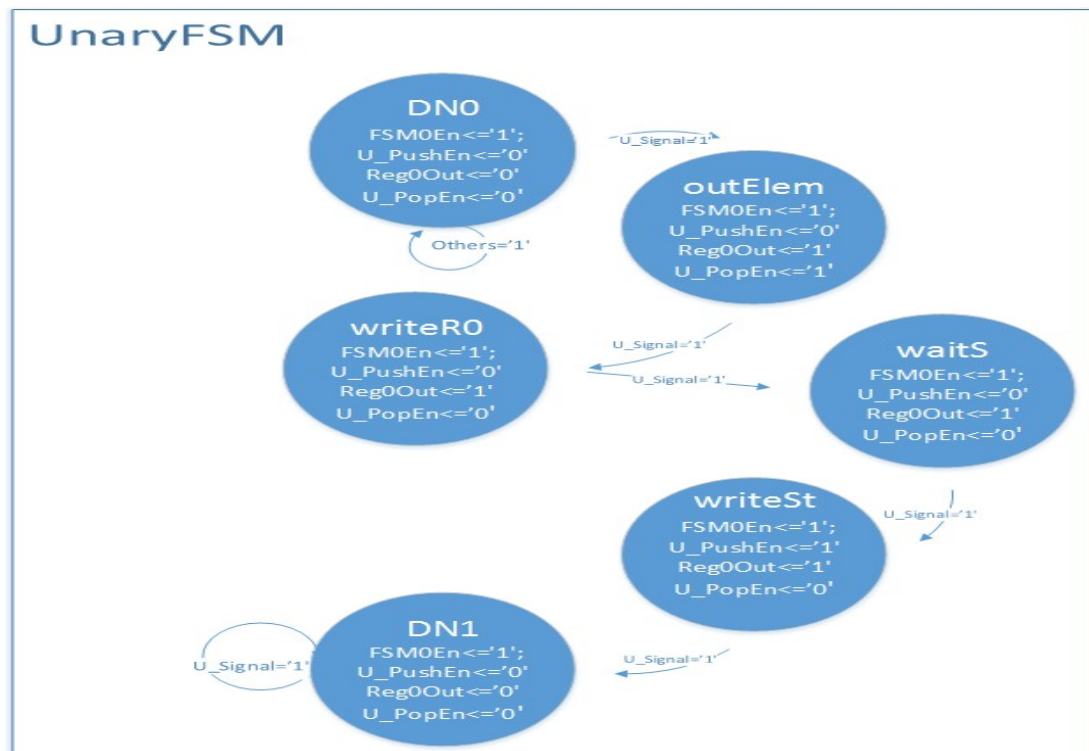 UnaryFSM
DN0
FSM0En<='1';
U_PushEn<='0'
Reg0Out<='0'
U_PopEn<='0'
U_Signal='1'
outElem
FSM0En<='1';
U_PushEn<='0'
Reg0Out<='1'
U_PopEn<='1'
Others='1'
writeR0
FSM0En<='1';
U_PushEn<='0'
Reg0Out<='1'
U_PopEn<='0'
U_Signal='1'
U_Signal='1'
waitS
FSM0En<='1';
U_PushEn<='0'
Reg0Out<='1'
U_PopEn<='0'
U_Signal='1'
writeSt
FSM0En<='1';
U_PushEn<='1'
Reg0Out<='1'
U_PopEn<='0'
U_Signal='1'
DN1
FSM0En<='1';
U_PushEn<='0'
Reg0Out<='0'
U_PopEn<='0'
U_Signal='1'